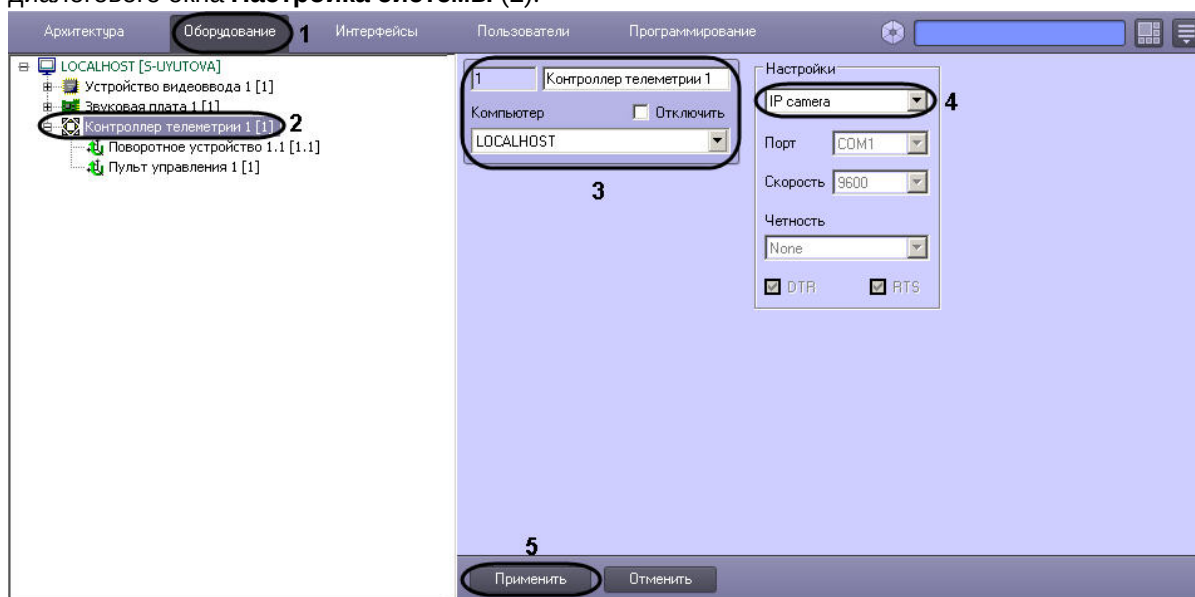 диалогового окна Настройка системы (2).
Архитектура Оборудование 1 Интерфейсы Пользователи Программирование
LOCALHOST [S-UYUTOVA]
Устройство видеоввода 1 [1]
Звуковая плата 1 [1]
Контроллер телеметрии 1 [1] 2
Поворотное устройство 1.1 [1.1]
Пульт управления 1 [1]
1 Контроллер телеметрии 1
Компьютер Отключить
LOCALHOST
3
Настройки
IP camera 4
Порт COM1
Скорость 9600
Четность
None
DTR RTS
5
Применить Отменить